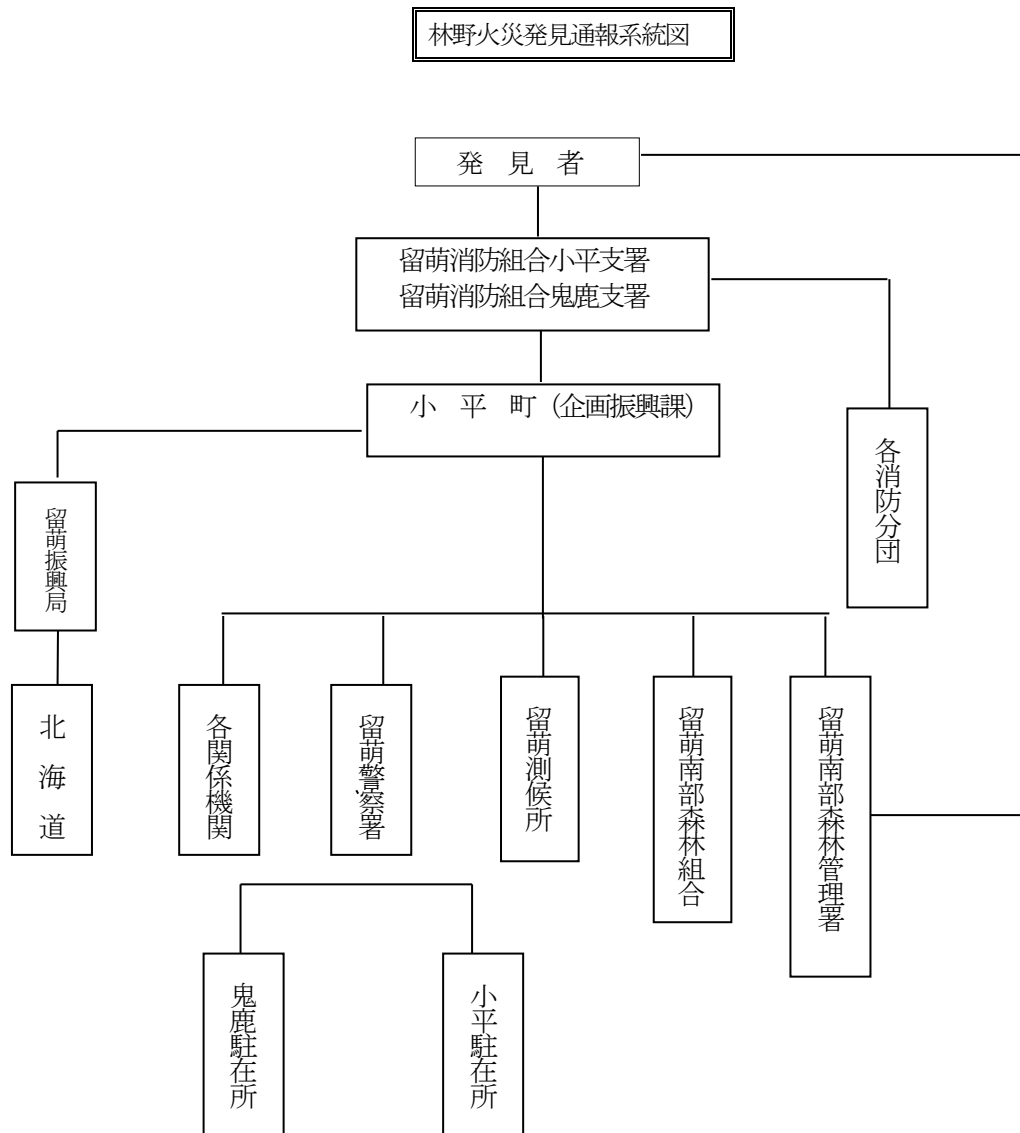 林野火災発見通報系統図
発 見 者
留萌消防組合小平支署
留萌消防組合鬼鹿支署
小 平 町（企画振興課）
各消防分団
留萌振興局
北 海 道
各関係機関
留萌警察署
留萌測候所
留萌南部森林組合
留萌南部森林管理署
鬼鹿駐在所
小平駐在所